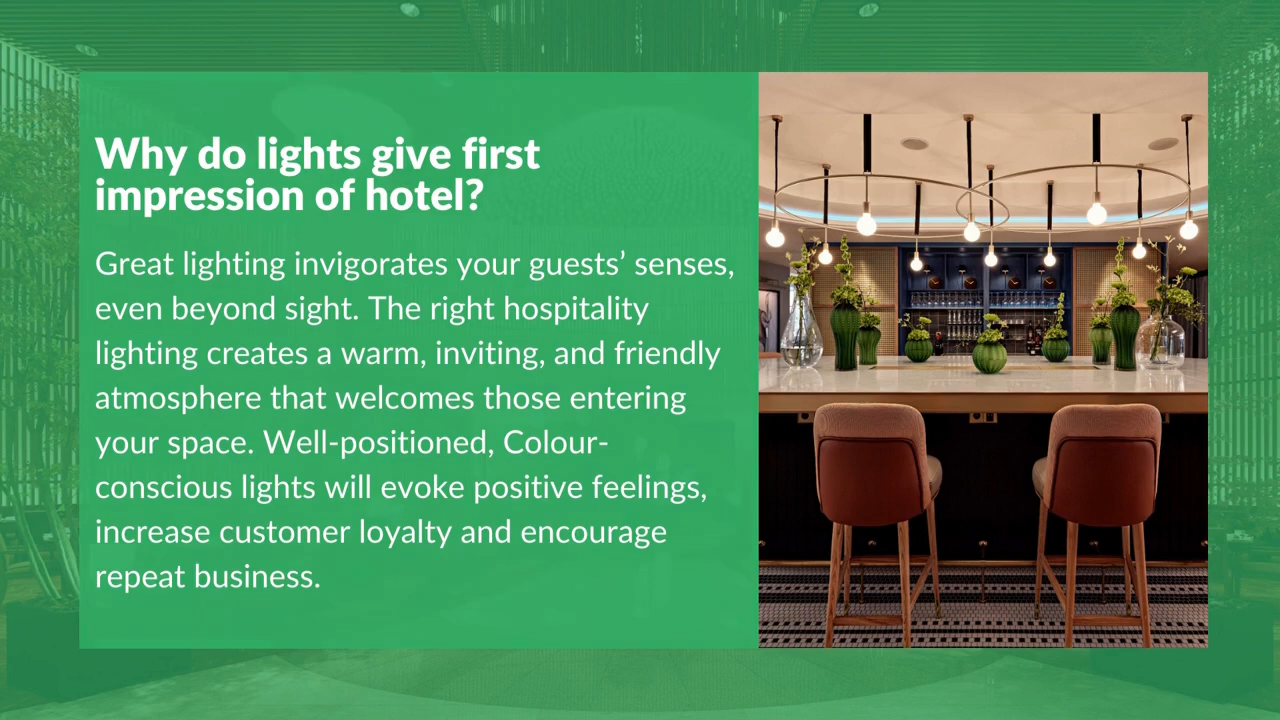 Why do lights give first
impression of hotel?
Great lighting invigorates your guests’ senses,
even beyond sight. The right hospitality
lighting creates a warm, inviting, and friendly
atmosphere that welcomes those entering
your space. Well-positioned, Colour-
conscious lights will evoke positive feelings,
increase customer loyalty and encourage
repeat business.